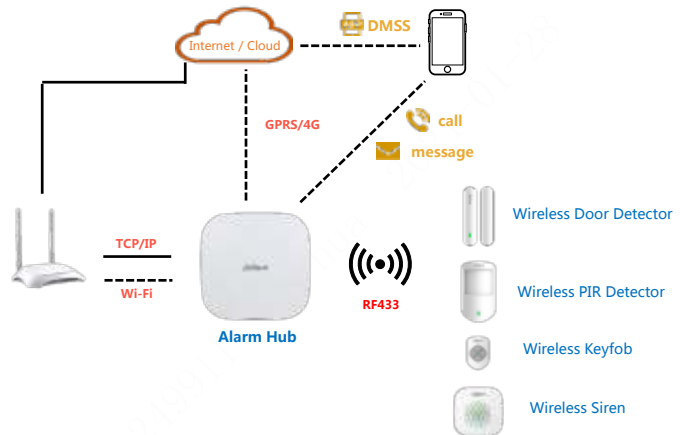 DMSS
Internet / Cloud
GPRS/4G
call
message
Wireless Door Detector
TCP/IP
Wi-Fi
RF433
Wireless PIR Detector
Alarm Hub
Wireless Keyfob
Wireless Siren